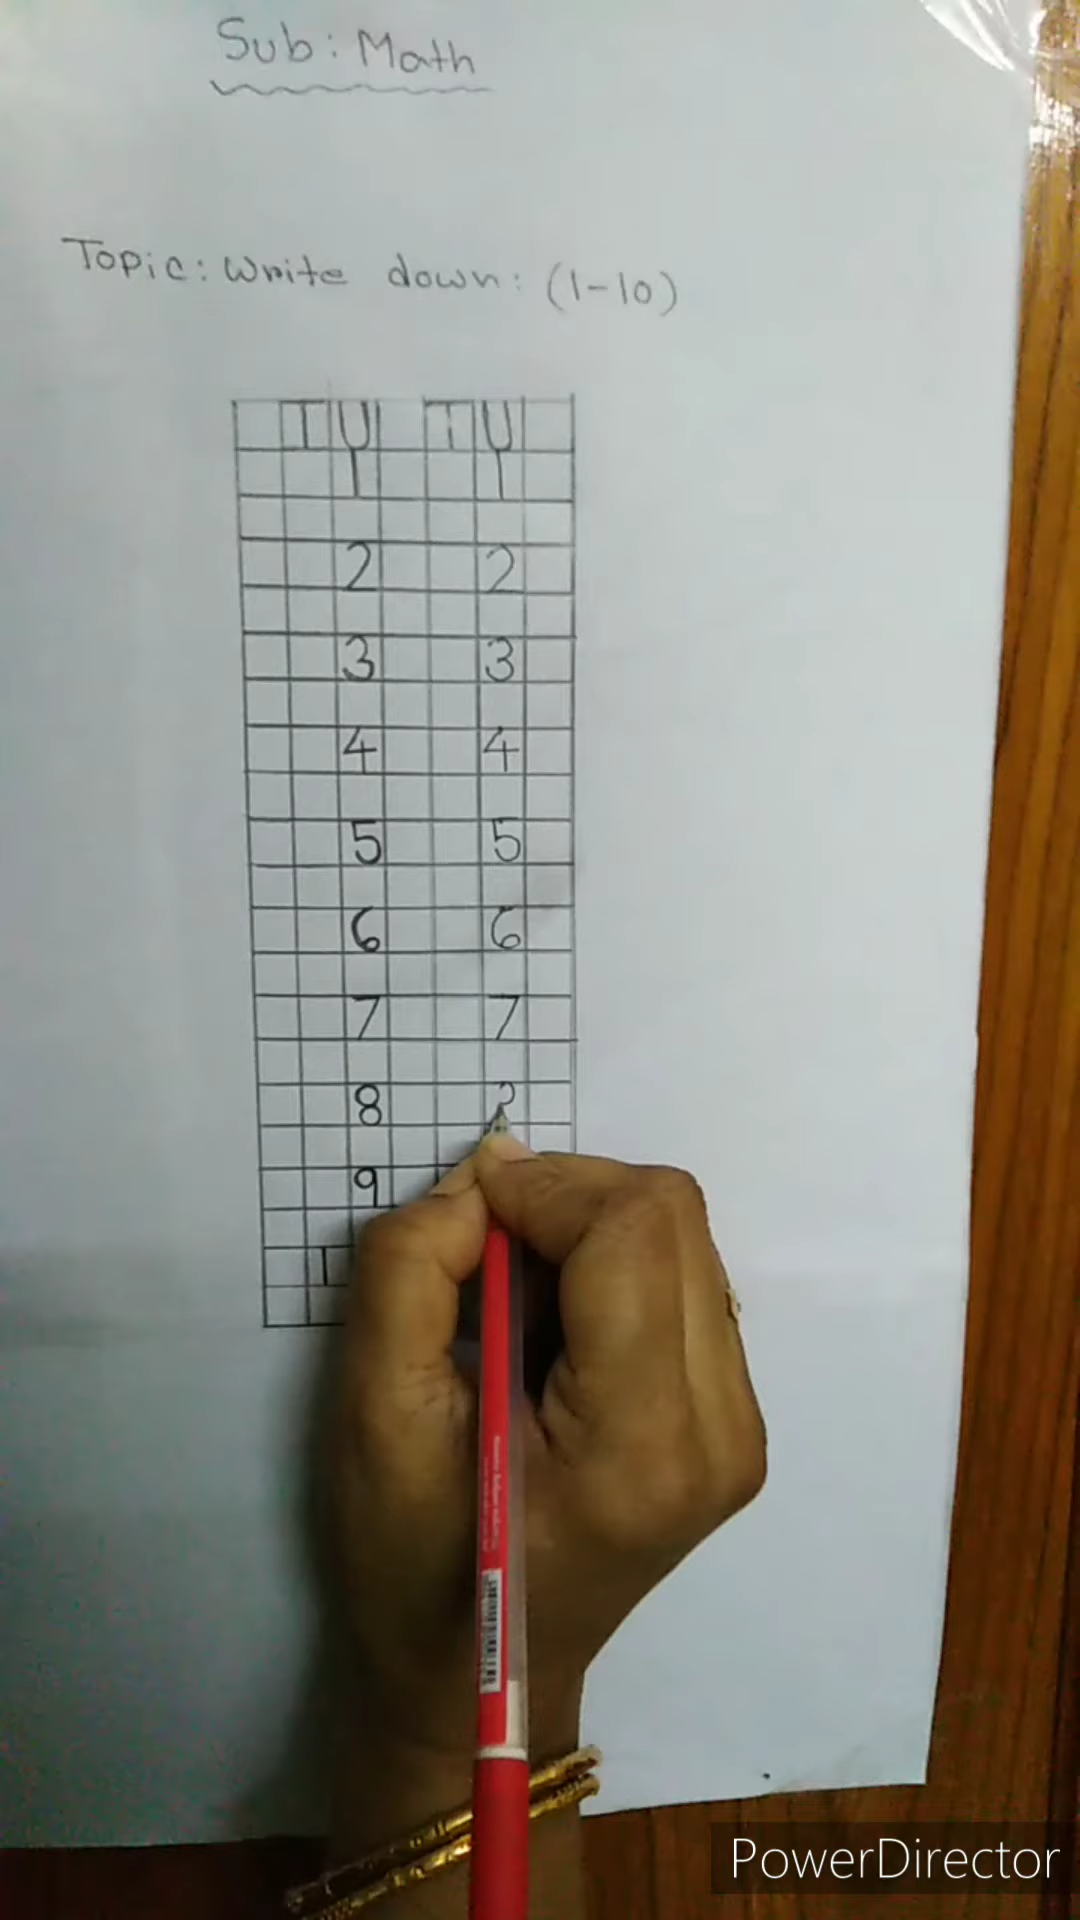 Sub: Math
Topic: Write down: (1-10)
T U T U
1 1
2 2
3 3
4 4
5 5
6 6
7 7
8
9
1
PowerDirector